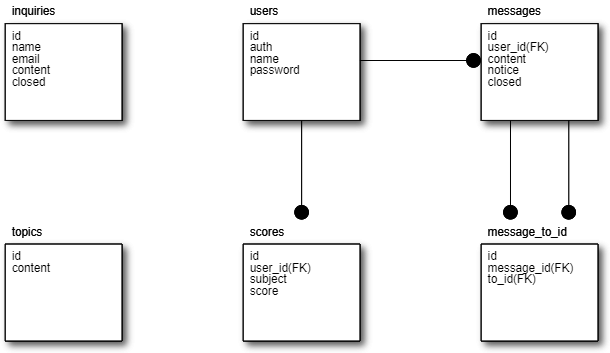 inquiries
id
name
email
content
closed
users
id
auth
name
password
messages
id
user_id(FK)
content
notice
closed
topics
id
content
scores
id
user_id(FK)
subject
score
message_to_id
id
message_id(FK)
to_id(FK)